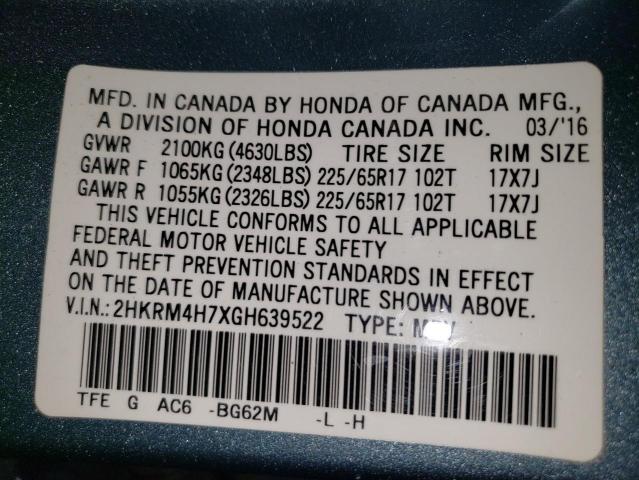 MFD. IN CANADA BY HONDA OF CANADA MFG.,
A DIVISION OF HONDA CANADA INC. 03/'16
GVWR 2100KG (4630LBS) TIRE SIZE RIM SIZE
GAWR F 1065KG (2348LBS) 225/65R17 102T 17X7J
GAWR R 1055KG (2326LBS) 225/65R17 102T 17X7J
THIS VEHICLE CONFORMS TO ALL APPLICABLE
FEDERAL MOTOR VEHICLE SAFETY
AND THEFT PREVENTION STANDARDS IN EFFECT
ON THE DATE OF MANUFACTURE SHOWN ABOVE.
V.I.N.: 2HKRM4H7XGH639522 TYPE: MPV
TFE G AC6 -BG62M -L -H